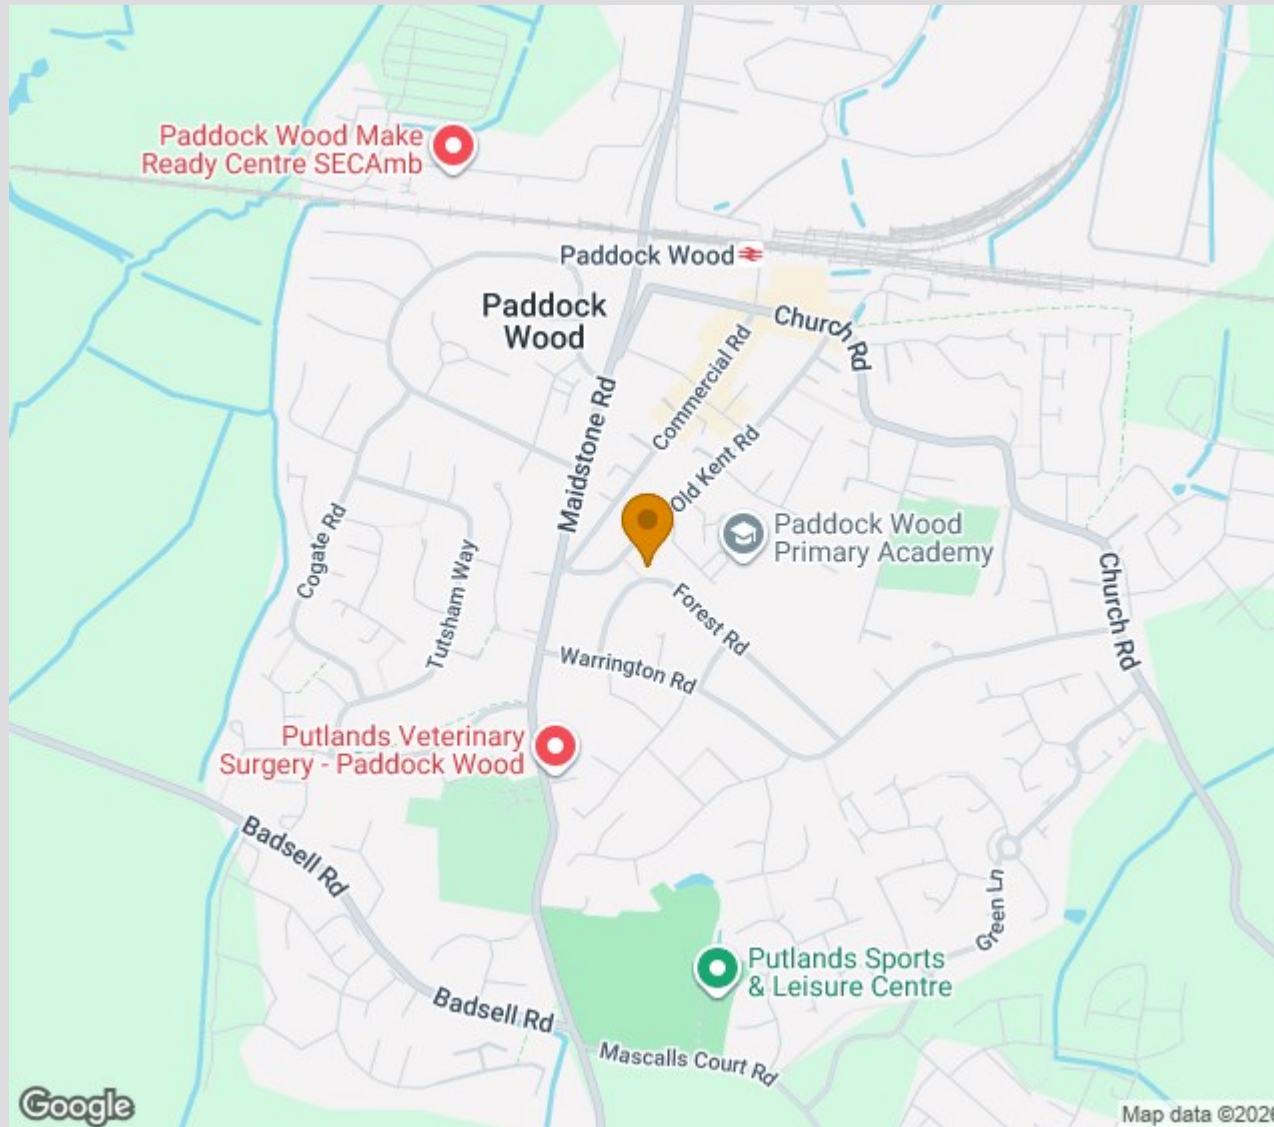 Paddock Wood Make
Ready Centre SECAmb
Paddock Wood
Paddock
Wood
Church Rd
Commercial Rd
Maidstone Rd
Old Kent Rd
Paddock Wood
Primary Academy
Cogate Rd
Tutsham Way
Forest Rd
Church Rd
Warrington Rd
Putlands Veterinary
Surgery - Paddock Wood
Badsell Rd
Green Ln
Putlands Sports
& Leisure Centre
Badsell Rd
Mascalls Court Rd
Google
Map data ©2026